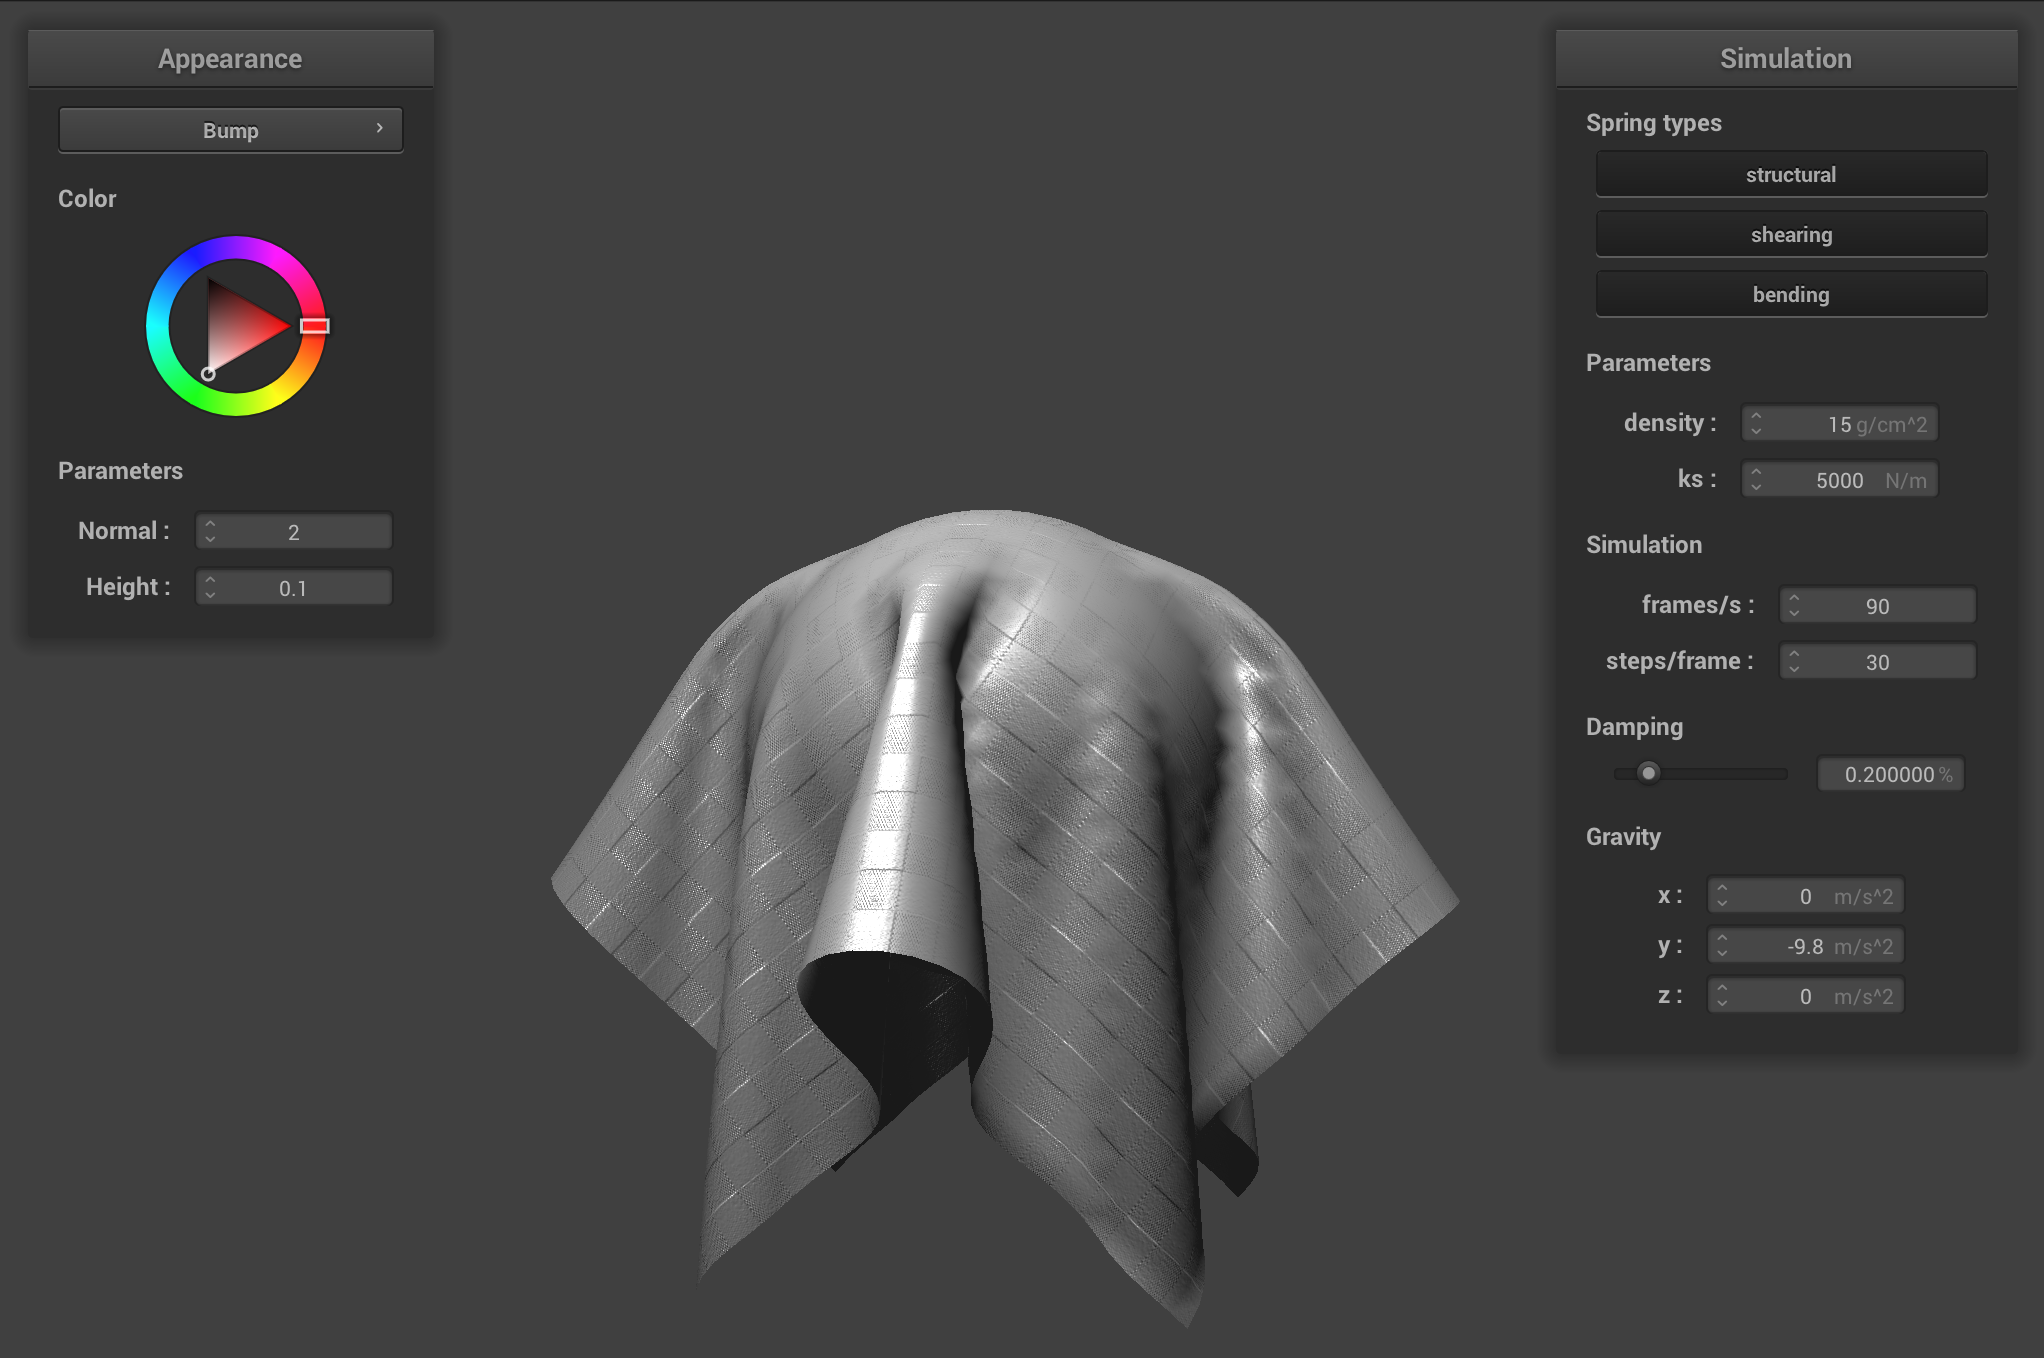 Appearance
Bump
Color
Parameters
Normal : 2
Height : 0.1
Simulation
Spring types
structural
shearing
bending
Parameters
density : 15 g/cm^2
ks : 5000 N/m
Simulation
frames/s : 90
steps/frame : 30
Damping
0.200000 %
Gravity
x : 0 m/s^2
y : -9.8 m/s^2
z : 0 m/s^2